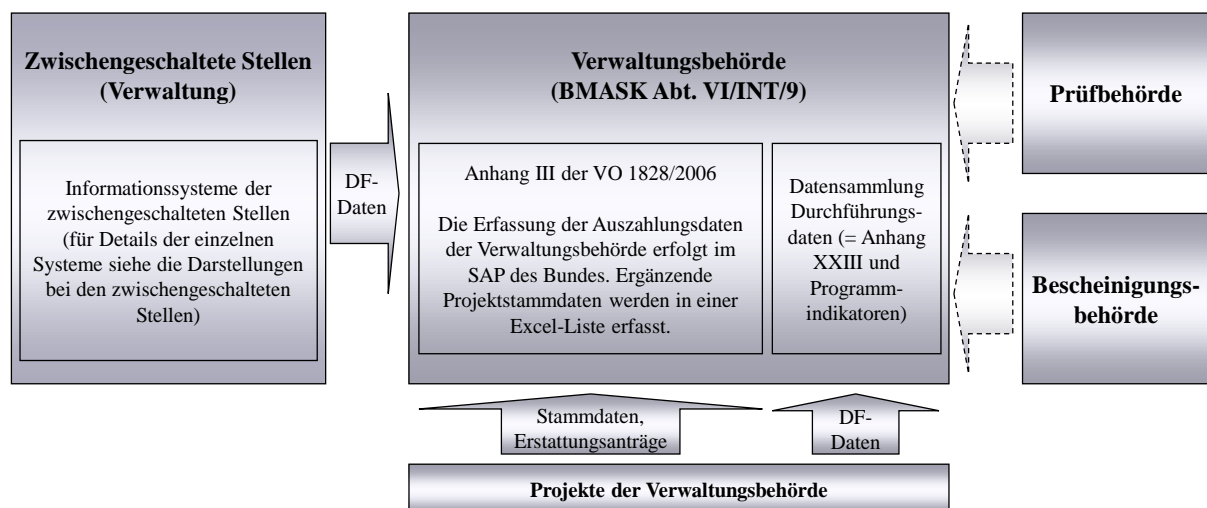 Zwischengeschaltete Stellen
(Verwaltung)
Informationssysteme der
zwischengeschalteten Stellen
(für Details der einzelnen
Systeme siehe die Darstellungen
bei den zwischengeschalteten
Stellen)
DF-
Daten
Verwaltungsbehörde
(BMASK Abt. VI/INT/9)
Anhang III der VO 1828/2006
Die Erfassung der Auszahlungsdaten
der Verwaltungsbehörde erfolgt im
SAP des Bundes. Ergänzende
Projektstammdaten werden in einer
Excel-Liste erfasst.
Datensammlung
Durchführungs-
daten (= Anhang
XXIII und
Programm-
indikatoren)
Prüfbehörde
Bescheinigungs-
behörde
Stammdaten,
Erstattungsanträge
DF-
Daten
Projekte der Verwaltungsbehörde